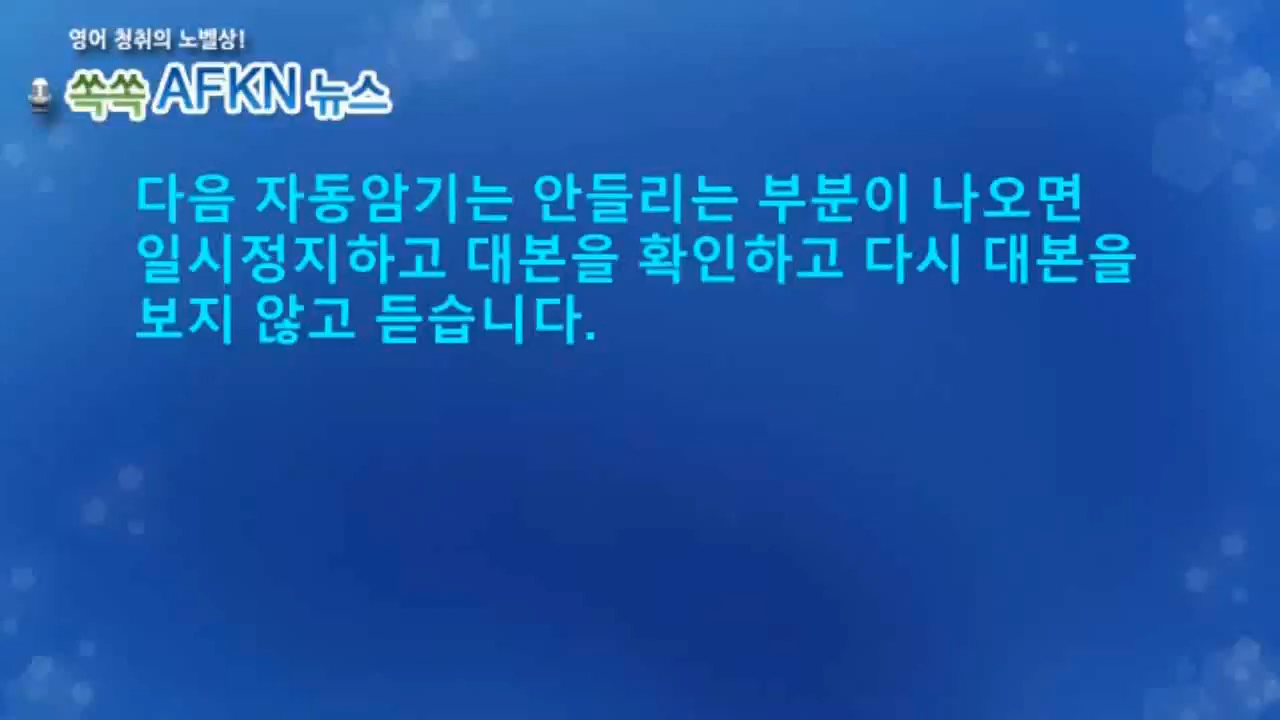 영어 청취의 노벨상!
쏙쏙 AFKN 뉴스
다음 자동암기는 안들리는 부분이 나오면
일시정지하고 대본을 확인하고 다시 대본을
보지 않고 듣습니다.